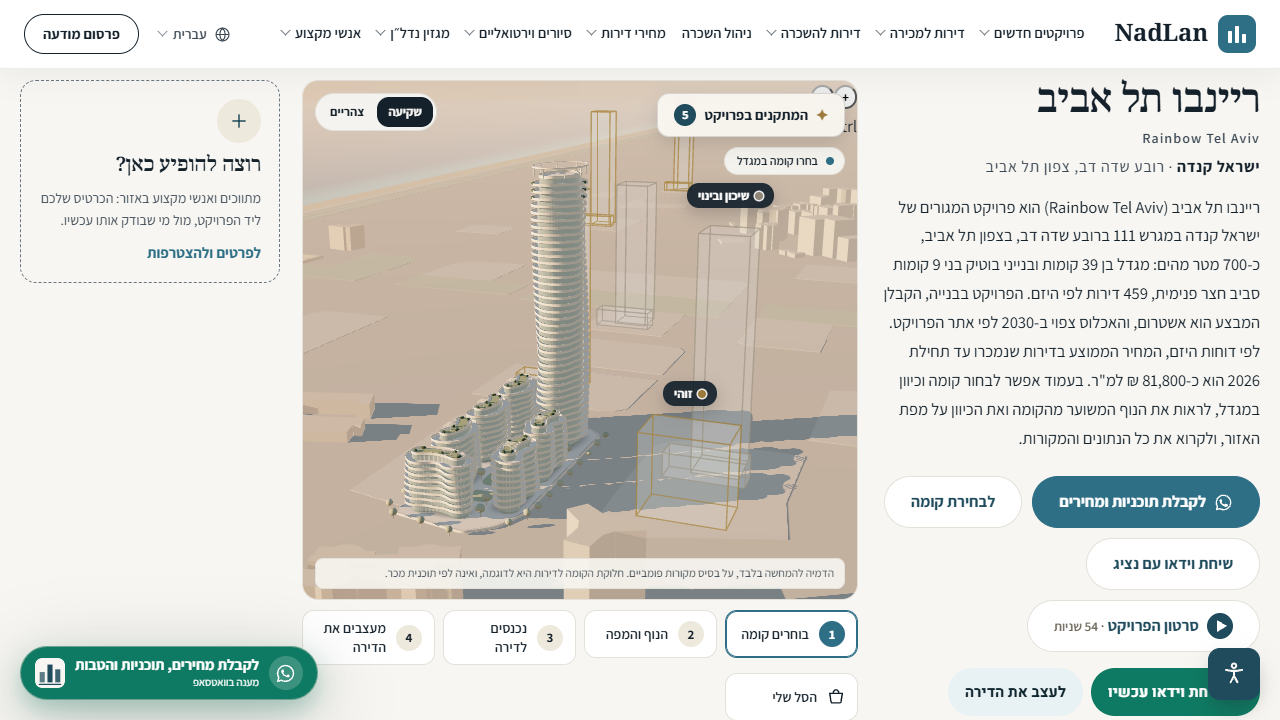 NadLan
פרויקטים חדשים
דירות למכירה
דירות להשכרה
ניהול השכרה
מחירי דירות
סיורים וירטואליים
מגזין נדל״ן
אנשי מקצוע
עברית
פרסום מודעה
ריינבו תל אביב
Rainbow Tel Aviv
ישראל קנדה · רובע שדה דב, צפון תל אביב
ריינבו תל אביב (Rainbow Tel Aviv) הוא פרויקט המגורים של
ישראל קנדה במגרש 111 ברובע שדה דב, בצפון תל אביב,
כ-700 מטר מהים: מגדל בן 39 קומות ובנייני בוטיק בני 9 קומות
סביב חצר פנימית, 459 דירות לפי היזם. הפרויקט בבנייה, הקבלן
המבצע הוא אשטרום, והאכלוס צפוי ב-2030 לפי אתר הפרויקט.
לפי דוחות היזם, המחיר הממוצע בדירות שנמכרו עד תחילת
2026 הוא כ-81,800 ₪ למ"ר. בעמוד אפשר לבחור קומה וכיוון
במגדל, לראות את הנוף המשוער מהקומה ואת הכיוון על מפת
האזור, ולקרוא את כל הנתונים והמקורות.
לקבלת תוכניות ומחירים
לבחירת קומה
שיחת וידאו עם נציג
סרטון הפרויקט · 54 שניות
חת וידאו עכשיו
לעצב את הדירה
+
trl
המתקנים בפרויקט 5
שקיעה
צהריים
בחרו קומה במגדל
שיכון ובינוי
זוהי
הדמיה להמחשה בלבד, על בסיס מקורות פומביים. חלוקת הקומה לדירות היא לדוגמה, ואינה לפי תוכנית מכר.
1 בוחרים קומה
2 הנוף והמפה
3 נכנסים
לדירה
4 מעצבים את
הדירה
הסל שלי
רוצה להופיע כאן?
מתווכים ואנשי מקצוע באזור: הכרטיס שלכם
ליד הפרויקט, מול מי שבודק אותו עכשיו.
לפרטים ולהצטרפות
לקבלת מחירים, תוכניות והטבות
מענה בוואטסאפ